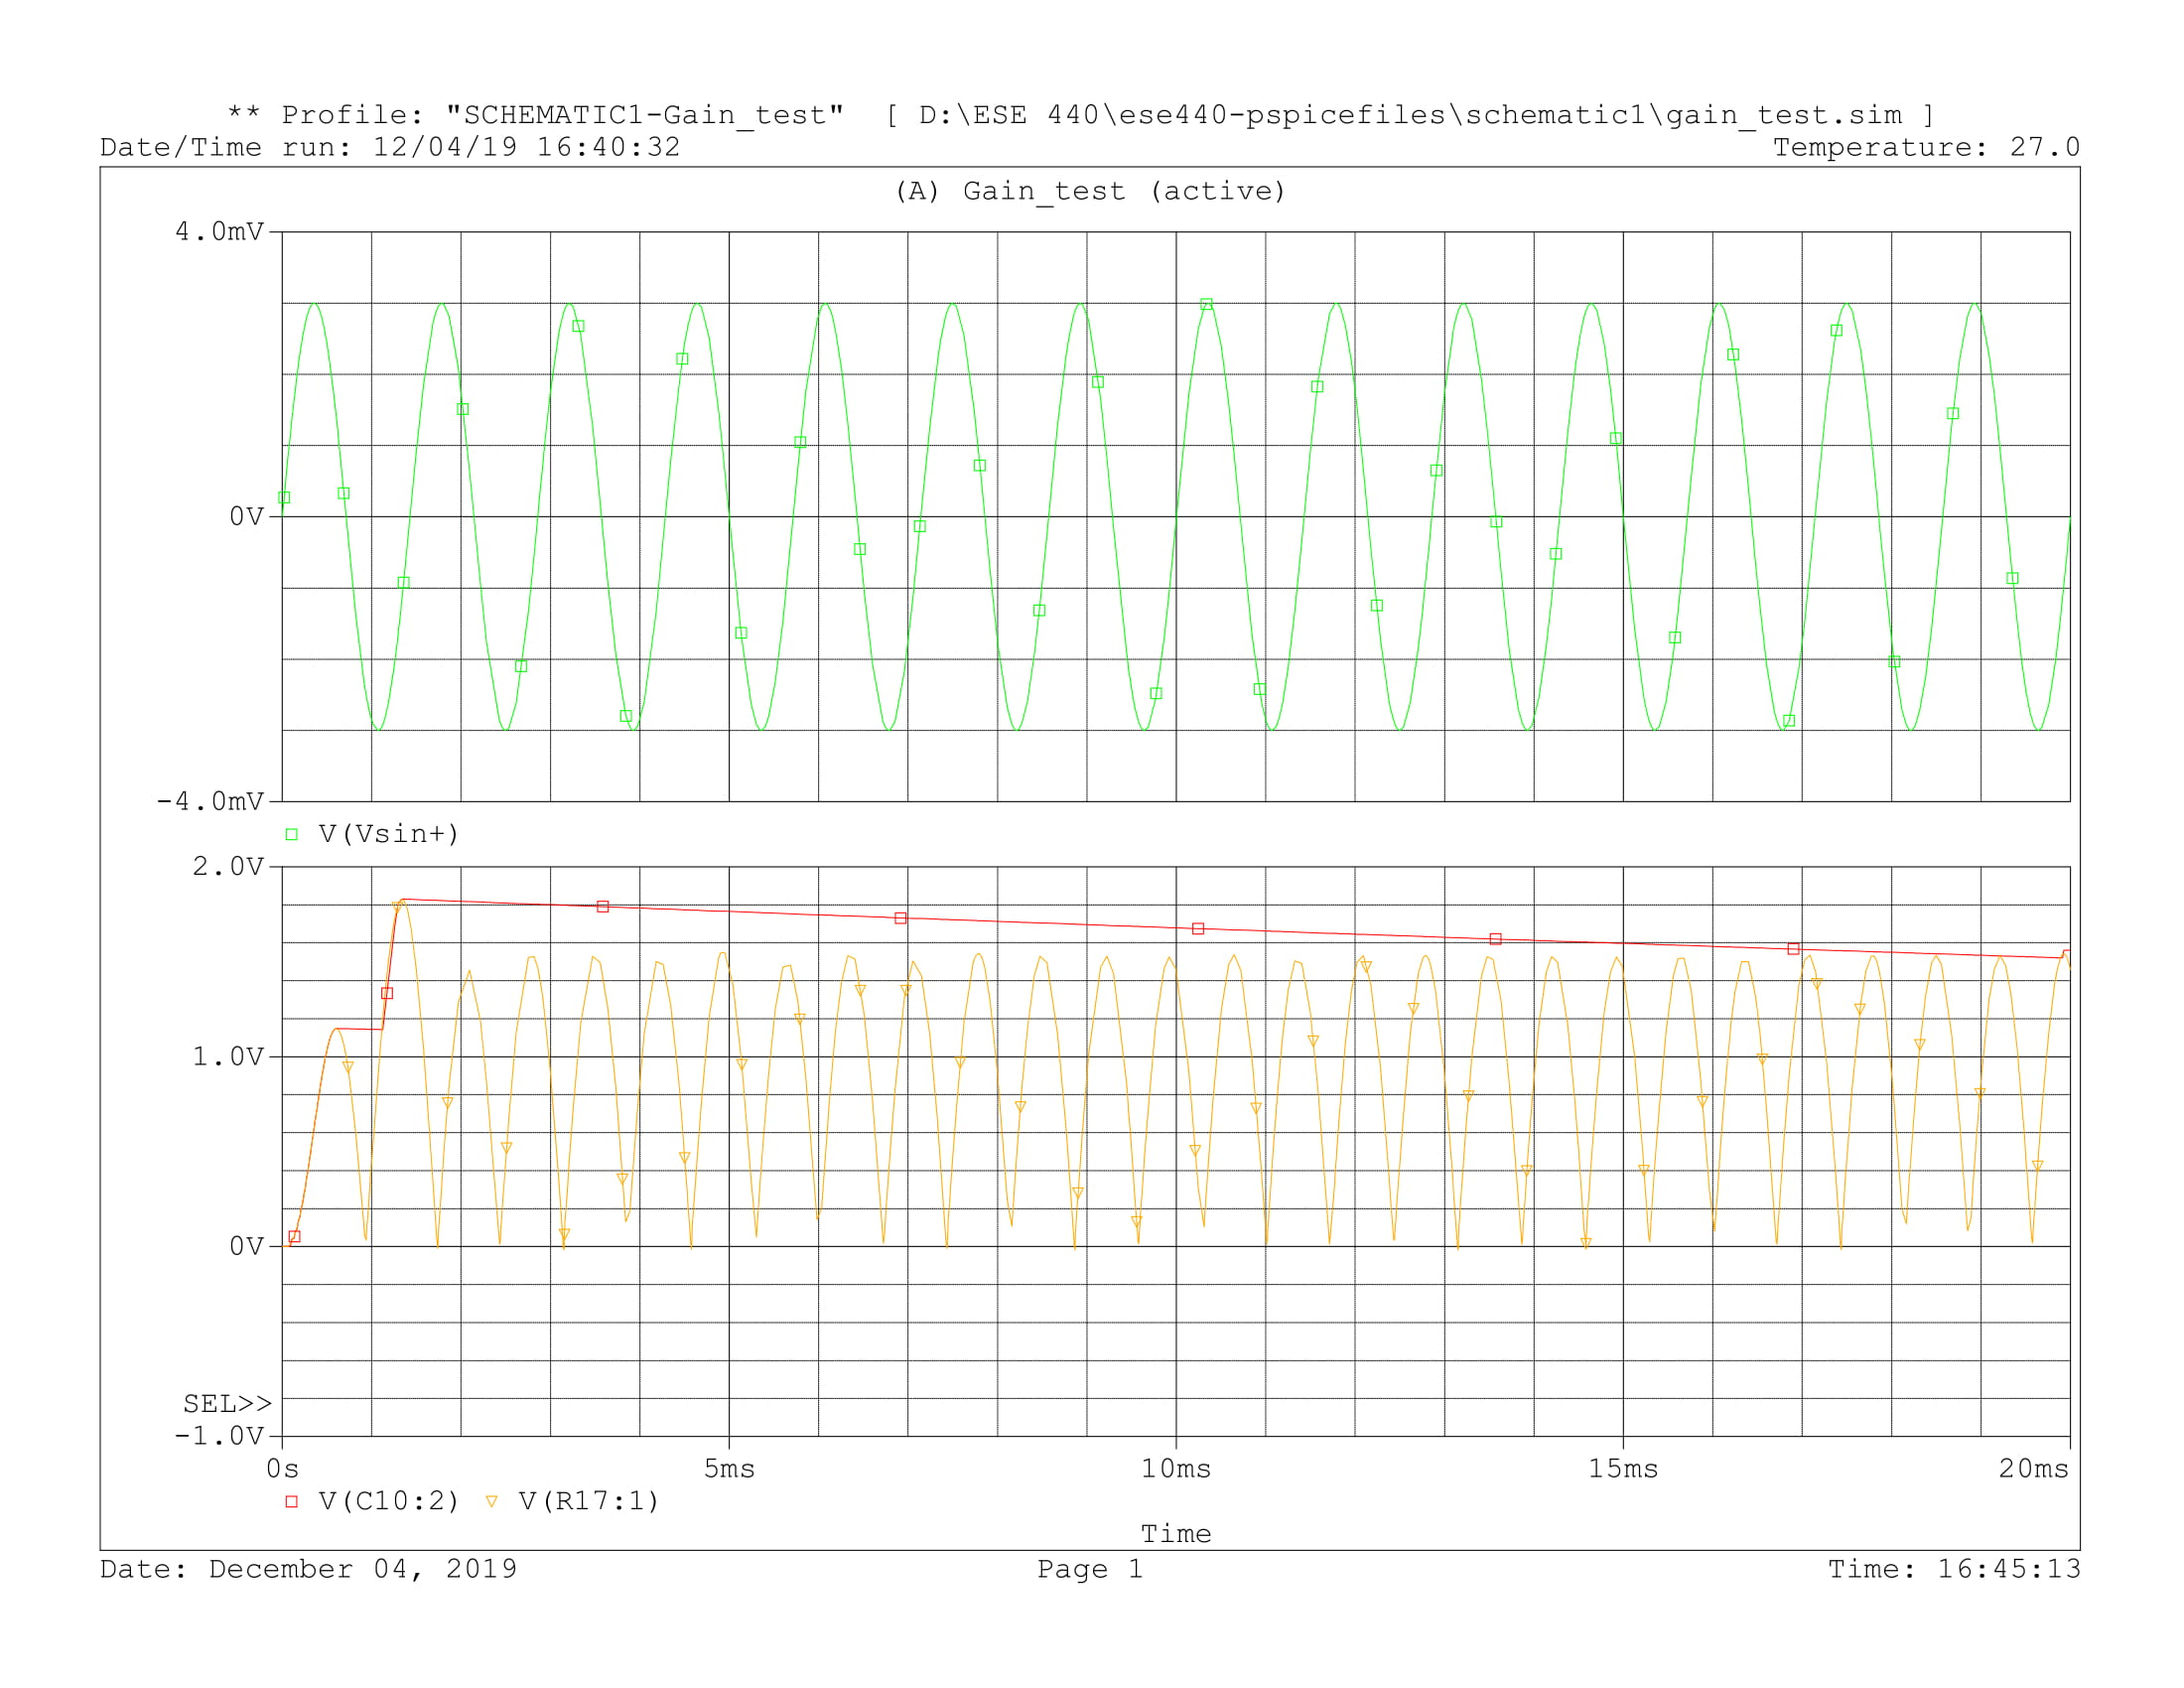 ** Profile: "SCHEMATIC1-Gain_test"  [ D:\ESE 440\ese440-pspicefiles\schematic1\gain_test.sim ]
Date/Time run: 12/04/19 16:40:32 Temperature: 27.0
(A) Gain_test (active)
4.0mV
0V
-4.0mV
V(Vsin+)
2.0V
1.0V
0V
SEL>>
-1.0V
0s 5ms 10ms 15ms 20ms
V(C10:2) V(R17:1)
Time
Date: December 04, 2019 Page 1 Time: 16:45:13